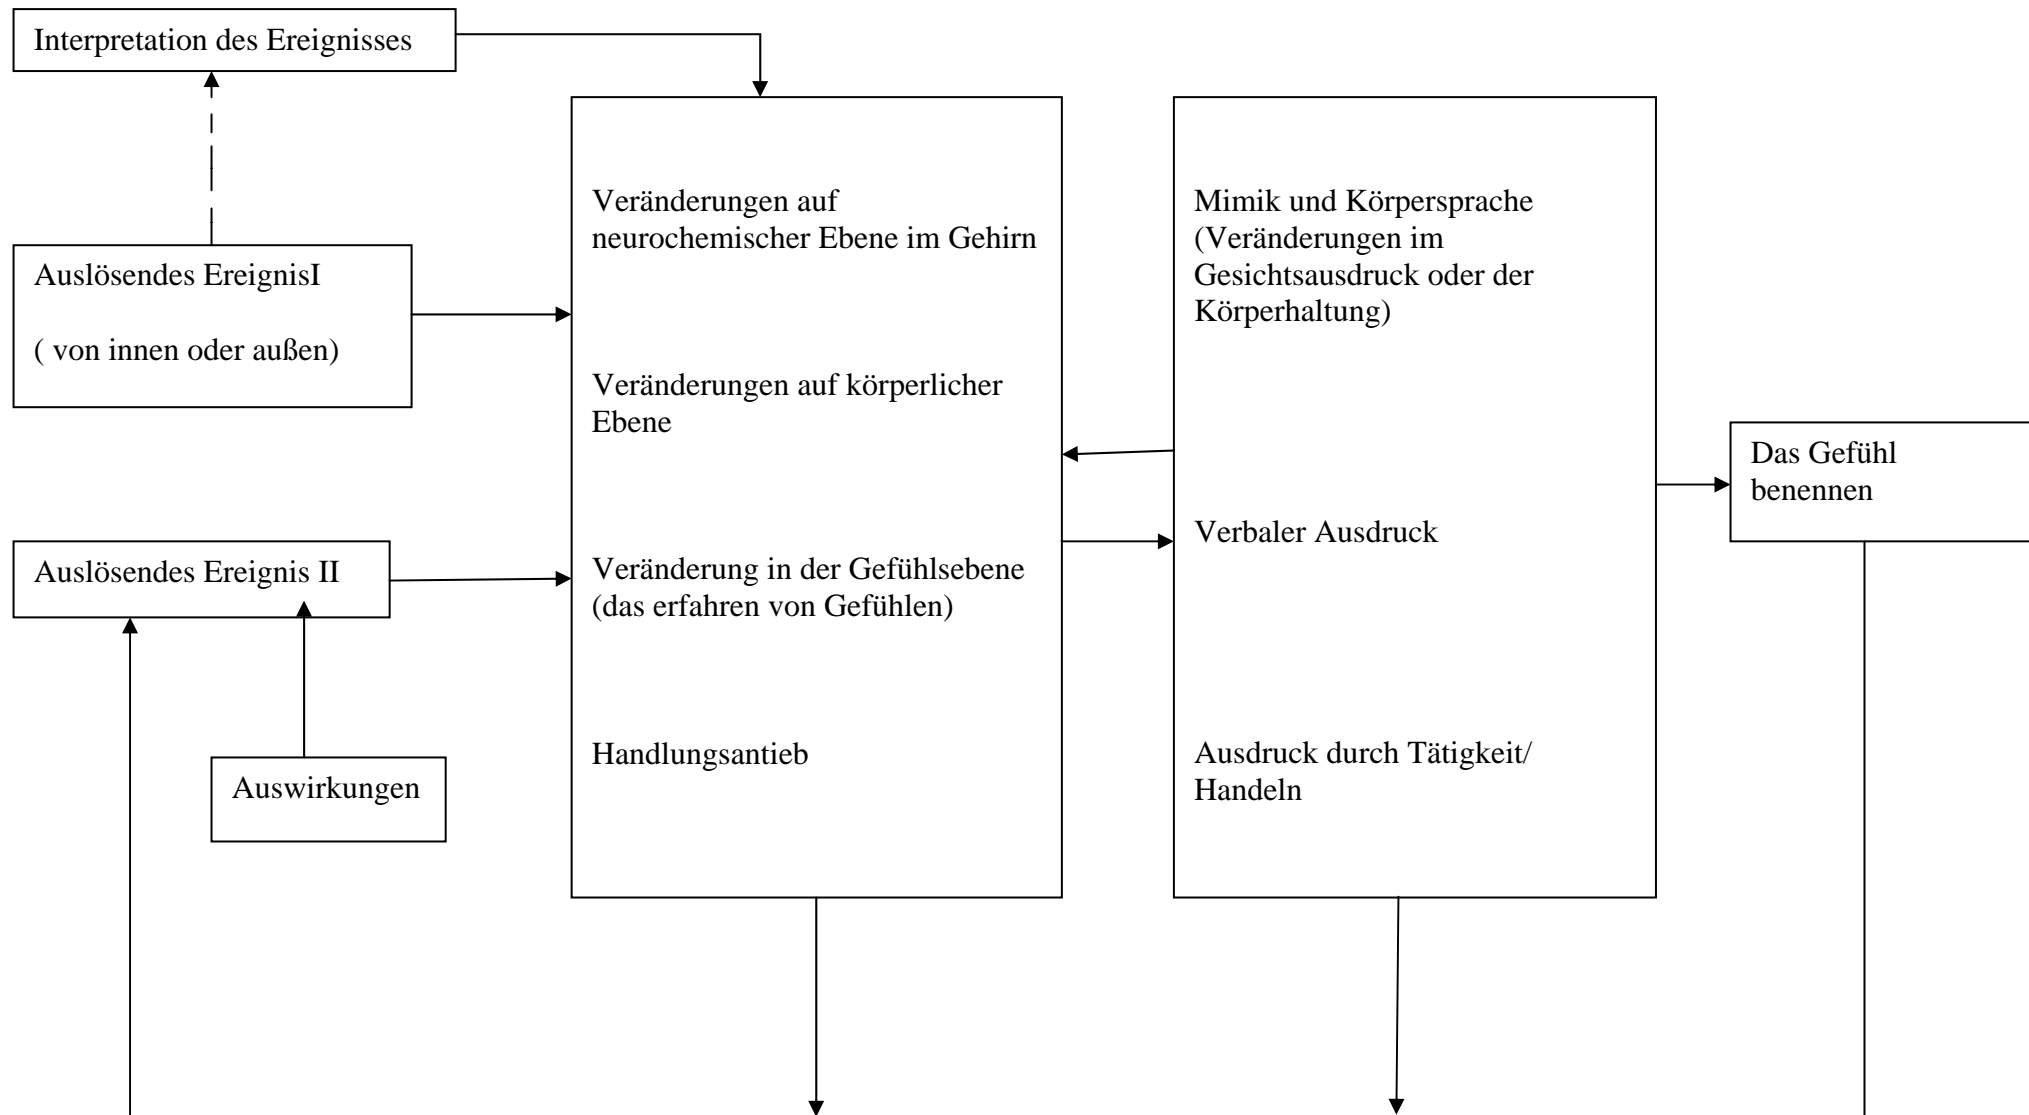 Interpretation des Ereignisses
Auslösendes EreignisI
( von innen oder außen)
Auslösendes Ereignis II
Auswirkungen
Veränderungen auf
neurochemischer Ebene im Gehirn
Veränderungen auf körperlicher
Ebene
Veränderung in der Gefühlsebene
(das erfahren von Gefühlen)
Handlungsantieb
Mimik und Körpersprache
(Veränderungen im
Gesichtsausdruck oder der
Körperhaltung)
Verbaler Ausdruck
Ausdruck durch Tätigkeit/
Handeln
Das Gefühl
benennen